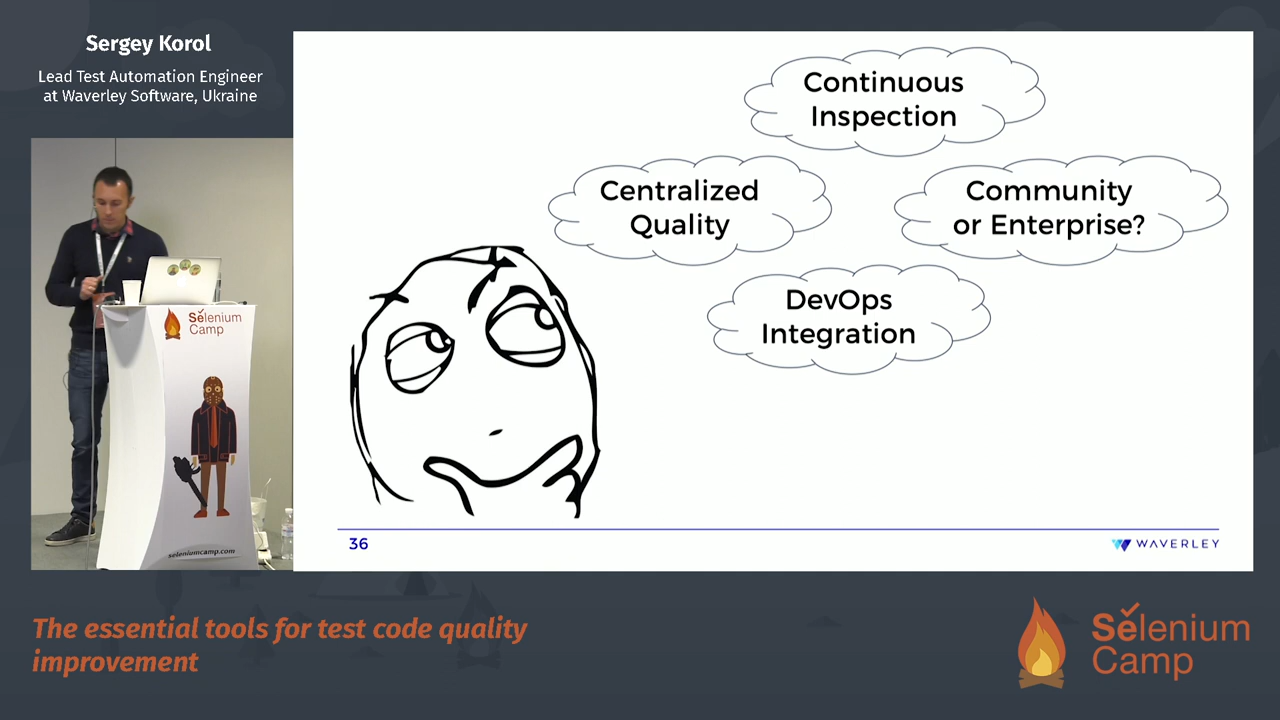 Sergey Korol
Lead Test Automation Engineer
at Waverley Software, Ukraine
Continuous
Inspection
Centralized
Quality
Community
or Enterprise?
DevOps
Integration
36
WAVERLEY
Selenium
Camp
seleniumcamp.com
The essential tools for test code quality
improvement
Selenium
Camp